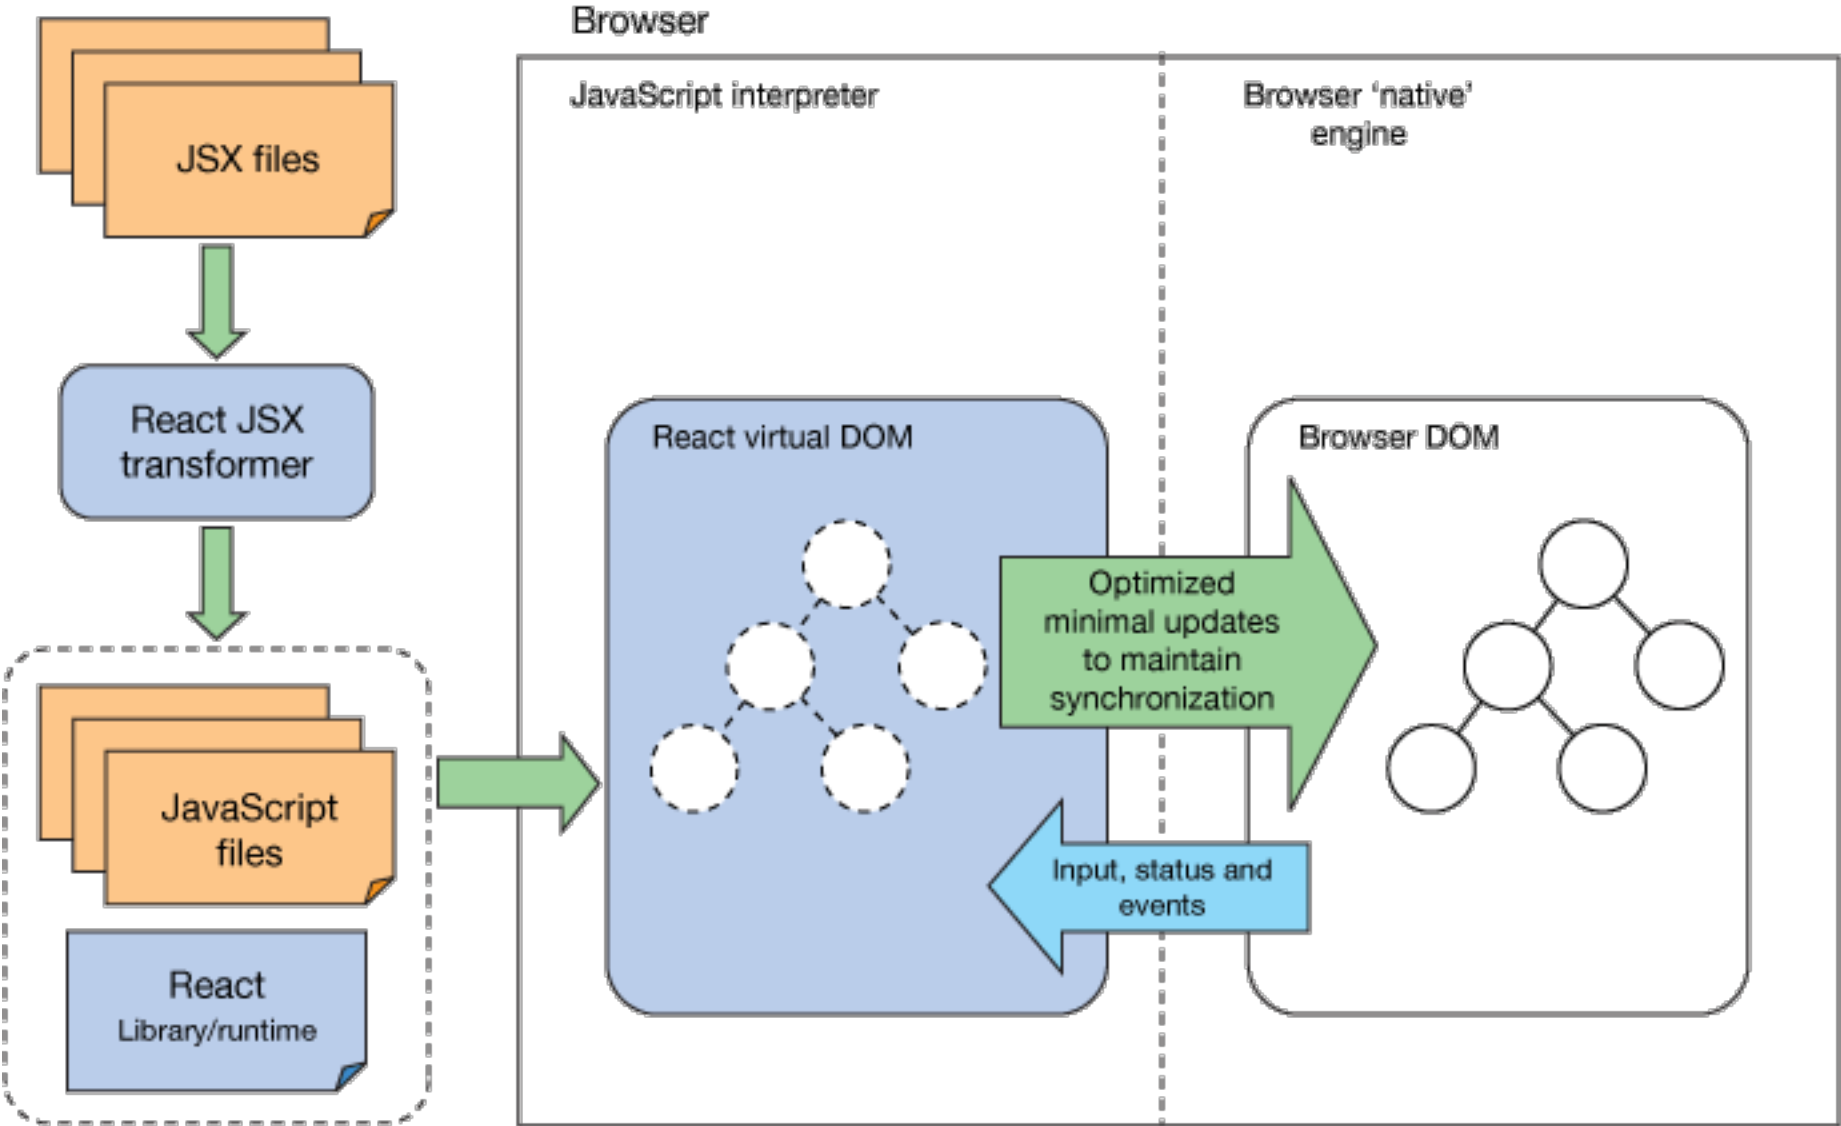 Browser
JSX files
JavaScript interpreter
Browser ‘native’
engine
React JSX
transformer
React virtual DOM
Browser DOM
Optimized
minimal updates
to maintain
synchronization
JavaScript
files
Input, status and
events
React
Library/runtime